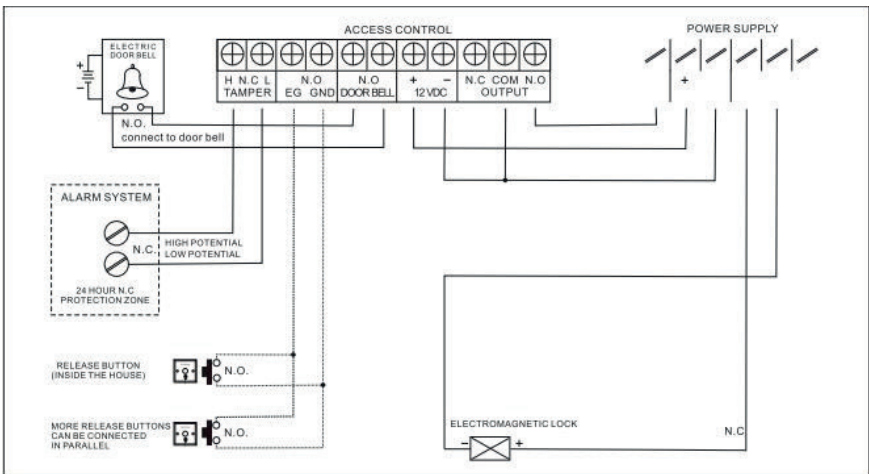 ACCESS CONTROL
POWER SUPPLY
ELECTRIC
DOOR BELL
+
-
H N.C L
TAMPER
N.O
EG GND
N.O
DOOR BELL
+ -
12 VDC
N.C COM N.O
OUTPUT
+
N.O.
connect to door bell
ALARM SYSTEM
N.C.
HIGH POTENTIAL
LOW POTENTIAL
24 HOUR N.C
PROTECTION ZONE
RELEASE BUTTON
(INSIDE THE HOUSE)
N.O.
MORE RELEASE BUTTONS
CAN BE CONNECTED
IN PARALLEL
N.O.
ELECTROMAGNETIC LOCK
- +
N.C